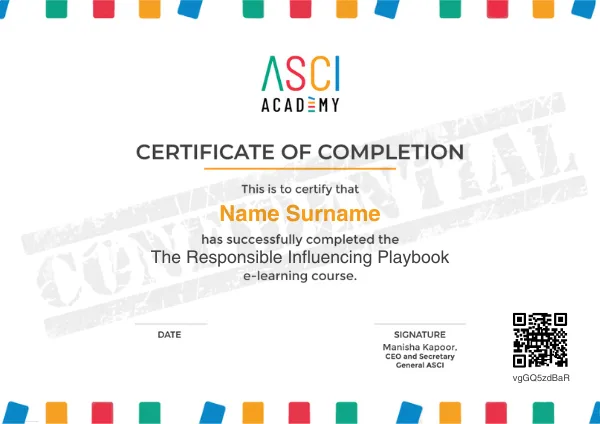 ASCI
ACADEMY
CERTIFICATE OF COMPLETION
This is to certify that
Name Surname
has successfully completed the
The Responsible Influencing Playbook
e-learning course.
CONFIDENTIAL
DATE
SIGNATURE
Manisha Kapoor,
CEO and Secretary
General ASCI
vgGQ5zdBaR